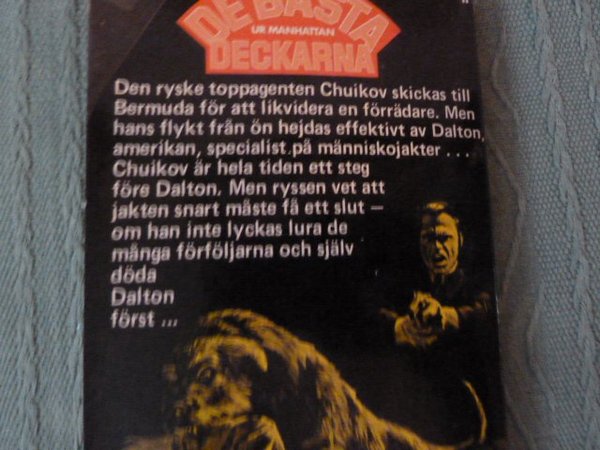 DE BÄSTA
UR MANHATTAN
DECKARNA
Den ryske toppagenten Chuikov skickas till
Bermuda för att likvidera en förrädare. Men
hans flykt från ön hejdas effektivt av Dalton,
amerikan, specialist på människojakter ...
Chuikov är hela tiden ett steg
före Dalton. Men ryssen vet att
jakten snart måste få ett slut –
om han inte lyckas lura de
många förföljarna och själv
döda
Dalton
först ...